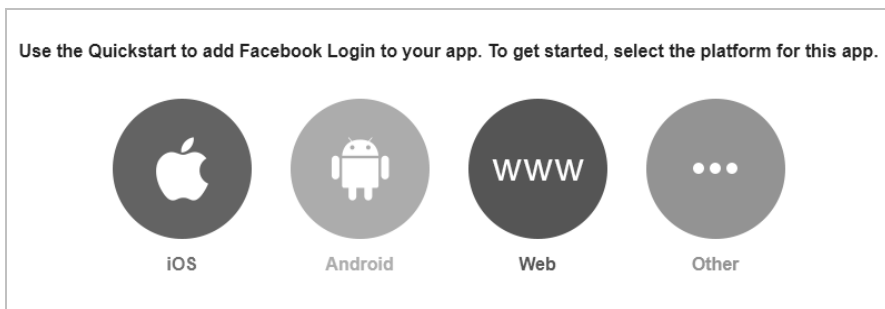 Use the Quickstart to add Facebook Login to your app. To get started, select the platform for this app.
www
iOS
Android
Web
Other